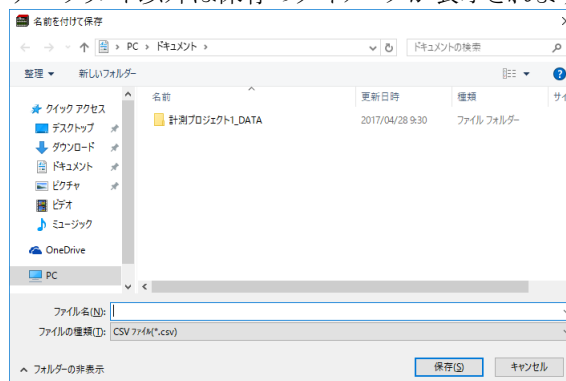 名前を付けて保存
PC › ドキュメント ›
ドキュメントの検索
整理 新しいフォルダー
名前 更新日時 種類
クイック アクセス
デスクトップ
計測プロジェクト1_DATA 2017/04/28 9:30 ファイル フォルダー
ダウンロード
ドキュメント
ピクチャ
ビデオ
ミュージック
OneDrive
PC
ファイル名(N):
ファイルの種類(T): CSV ファイル(*.csv)
フォルダーの非表示 保存(S) キャンセル